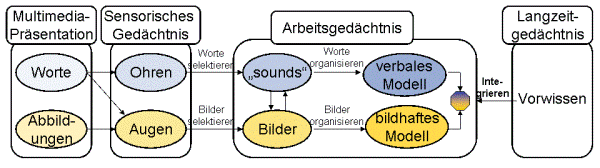 Multimedia-
Präsentation
Sensorisches
Gedächtnis
Arbeitsgedächtnis
Langzeit-
gedächtnis
Worte
Ohren
Worte
selektieren
„sounds“
Worte
organisieren
verbales
Modell
Inte-
grieren
Vorwissen
Abbild-
ungen
Augen
Bilder
selektieren
Bilder
Bilder
organisieren
bildhaftes
Modell